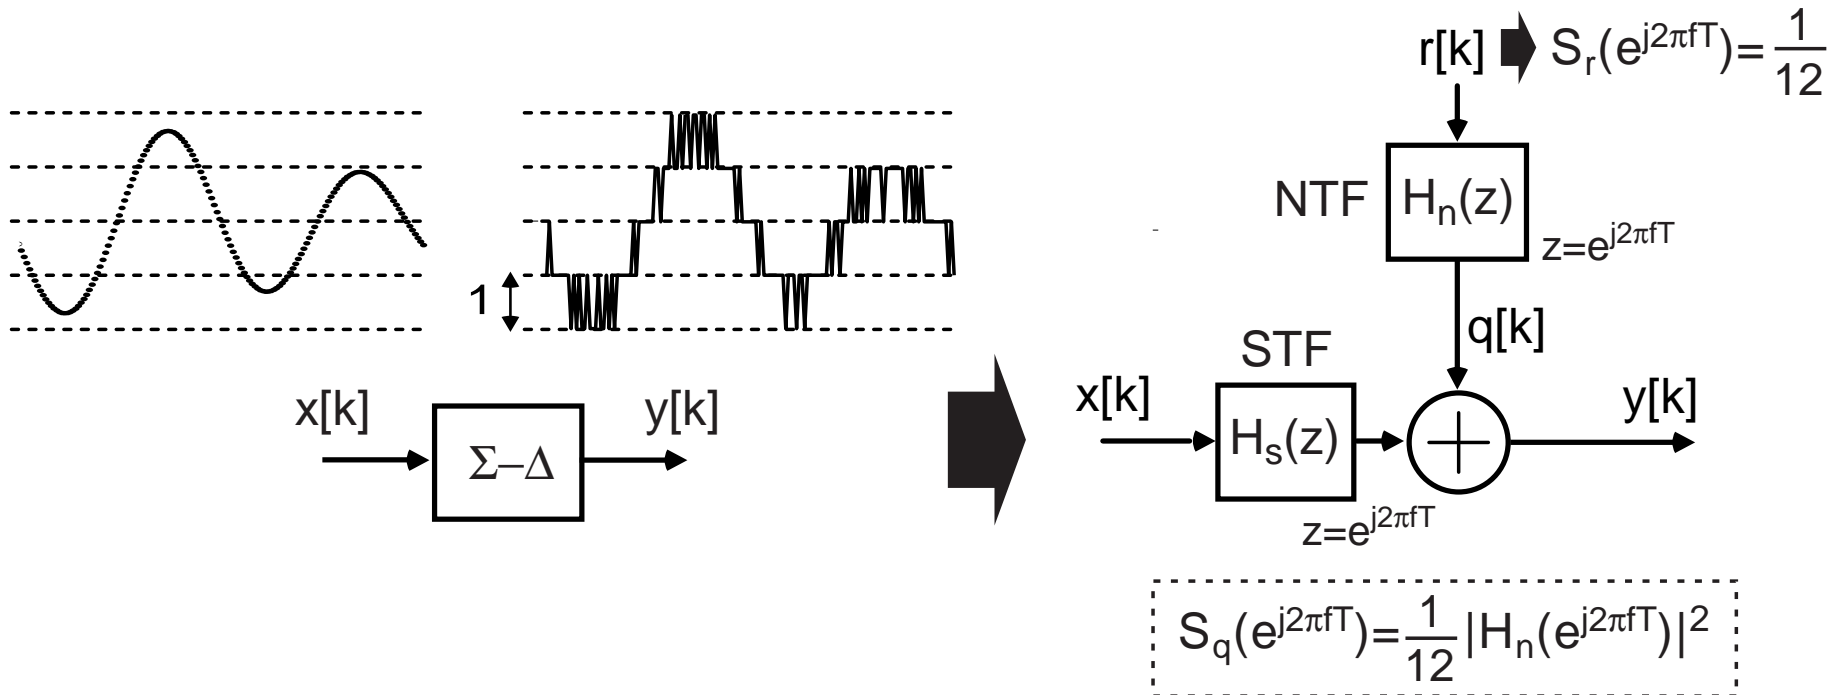 r[k] S_r(e^{j2πfT})=1/12
NTF H_n(z)
z=e^{j2πfT}
1
q[k]
STF
x[k] y[k]
Σ–Δ
x[k] y[k]
H_s(z)
z=e^{j2πfT}
S_q(e^{j2πfT})=1/12|H_n(e^{j2πfT})|^2